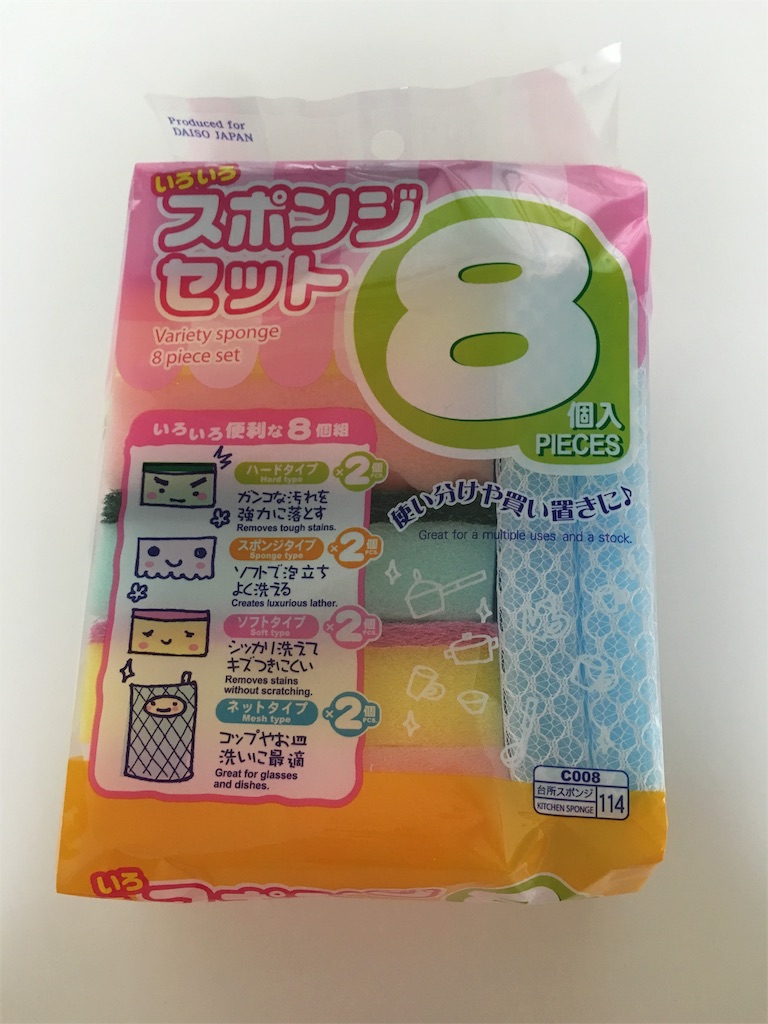 Produced for
DAISO JAPAN
いろいろ
スポンジ
セット
Variety sponge
8 piece set
8
個入
PIECES
いろいろ便利な8個組
ハードタイプ
Hard type
×2個
PCS.
ガンコな汚れを
強力に落とす
Removes tough stains.
スポンジタイプ
Sponge type
×2個
PCS.
ソフトで泡立ち
よく洗える
Creates luxurious lather.
ソフトタイプ
Soft type
×2個
PCS.
シッカリ洗えて
キズつきにくい
Removes stains
without scratching.
ネットタイプ
Mesh type
×2個
PCS.
コップやお皿
洗いに最適
Great for glasses
and dishes.
使い分けや買い置きに♪
Great for a multiple uses and a stock.
C008
台所スポンジ
KITCHEN SPONGE
114
いろ